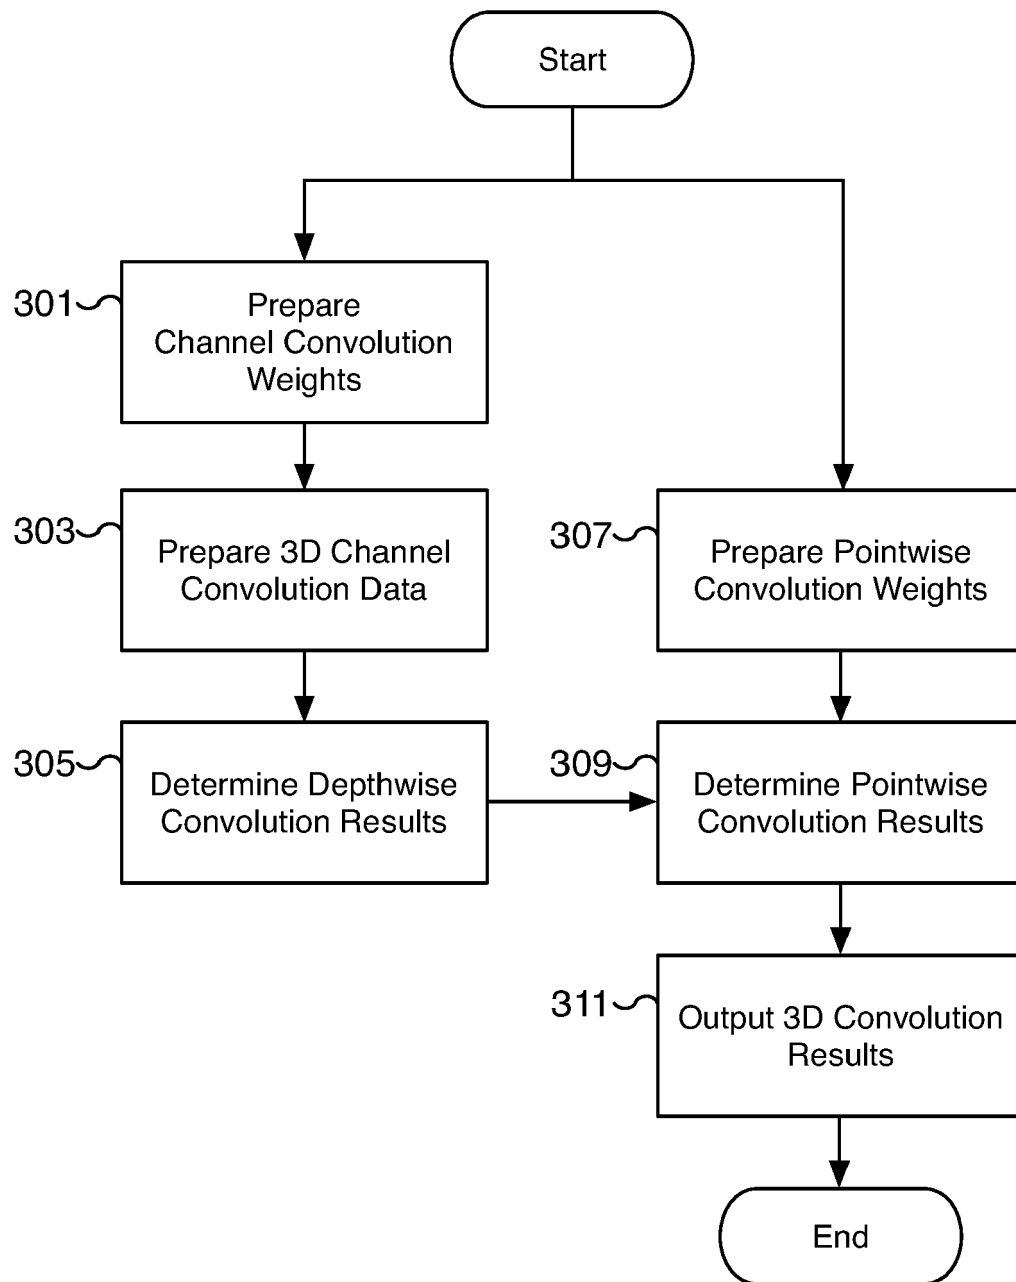 Start
301
Prepare
Channel Convolution
Weights
303
Prepare 3D Channel
Convolution Data
307
Prepare Pointwise
Convolution Weights
305
Determine Depthwise
Convolution Results
309
Determine Pointwise
Convolution Results
311
Output 3D Convolution
Results
End